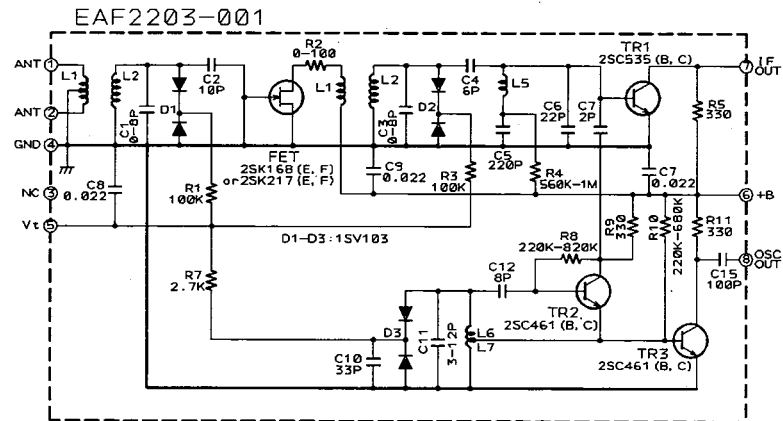 EAF2203-001
ANT 1
L1
L2
C1
0-8P
D1
C2
10P
R2
0-100
FET
2SK168 (E, F)
or 2SK217 (E, F)
L1
L2
C3
0-8P
D2
C4
6P
L5
C5
220P
C6
22P
C7
2P
TR1
2SC535 (B, C)
7 IF
OUT
R5
330
ANT 2
GND 4
NC 3
C8
0.022
R1
100K
C9
0.022
R3
100K
R4
560K-1M
C7
0.022
6 +B
Vt 5
D1-D3:1SV103
R8
220K-820K
R9
330
R10
220K-680K
R11
330
8 OSC
OUT
C15
100P
R7
2.7K
C12
8P
TR2
2SC461 (B, C)
D3
C11
3-12P
L6
L7
C10
33P
TR3
2SC461 (B, C)